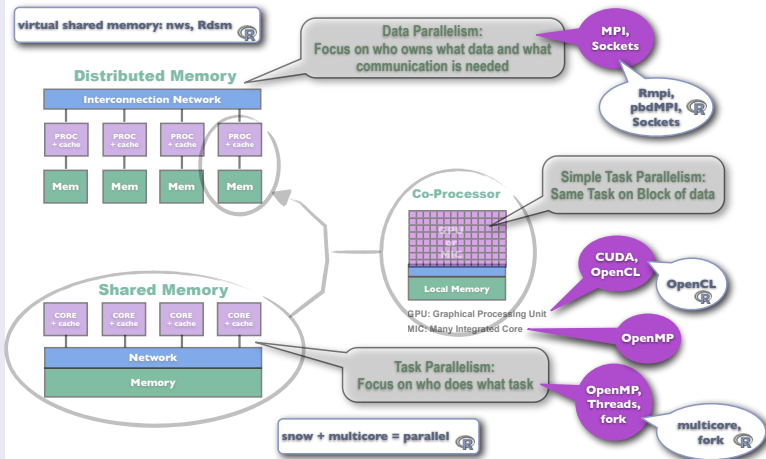 virtual shared memory: nws, Rdsm R
Data Parallelism:
Focus on who owns what data and what
communication is needed
MPI,
Sockets
Rmpi,
pbdMPI, R
Sockets
Distributed Memory
Interconnection Network
PROC
+ cache
PROC
+ cache
PROC
+ cache
PROC
+ cache
Mem
Mem
Mem
Mem
Simple Task Parallelism:
Same Task on Block of data
Co-Processor
GPU
or
MIC
Local Memory
GPU: Graphical Processing Unit
MIC: Many Integrated Core
CUDA,
OpenCL
OpenCL
R
OpenMP
Shared Memory
CORE
+ cache
CORE
+ cache
CORE
+ cache
CORE
+ cache
Network
Memory
Task Parallelism:
Focus on who does what task
OpenMP,
Threads,
fork
multicore,
fork R
snow + multicore = parallel R